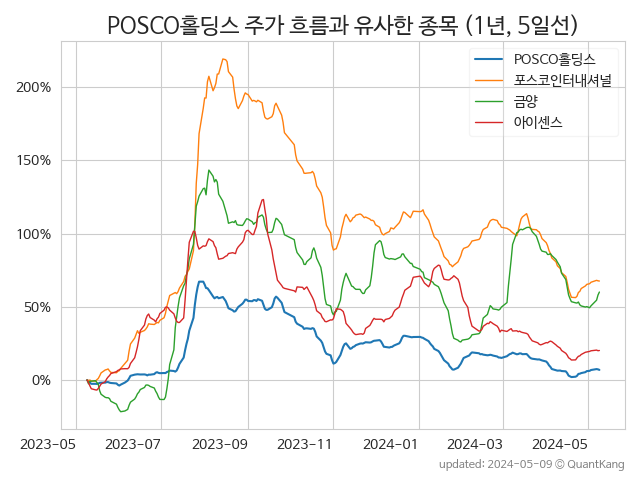 POSCO홀딩스 주가 흐름과 유사한 종목 (1년, 5일선)
POSCO홀딩스
포스코인터내셔널
금양
아이센스
200%
150%
100%
50%
0%
2023-05 2023-07 2023-09 2023-11 2024-01 2024-03 2024-05
updated: 2024-05-09 © QuantKang